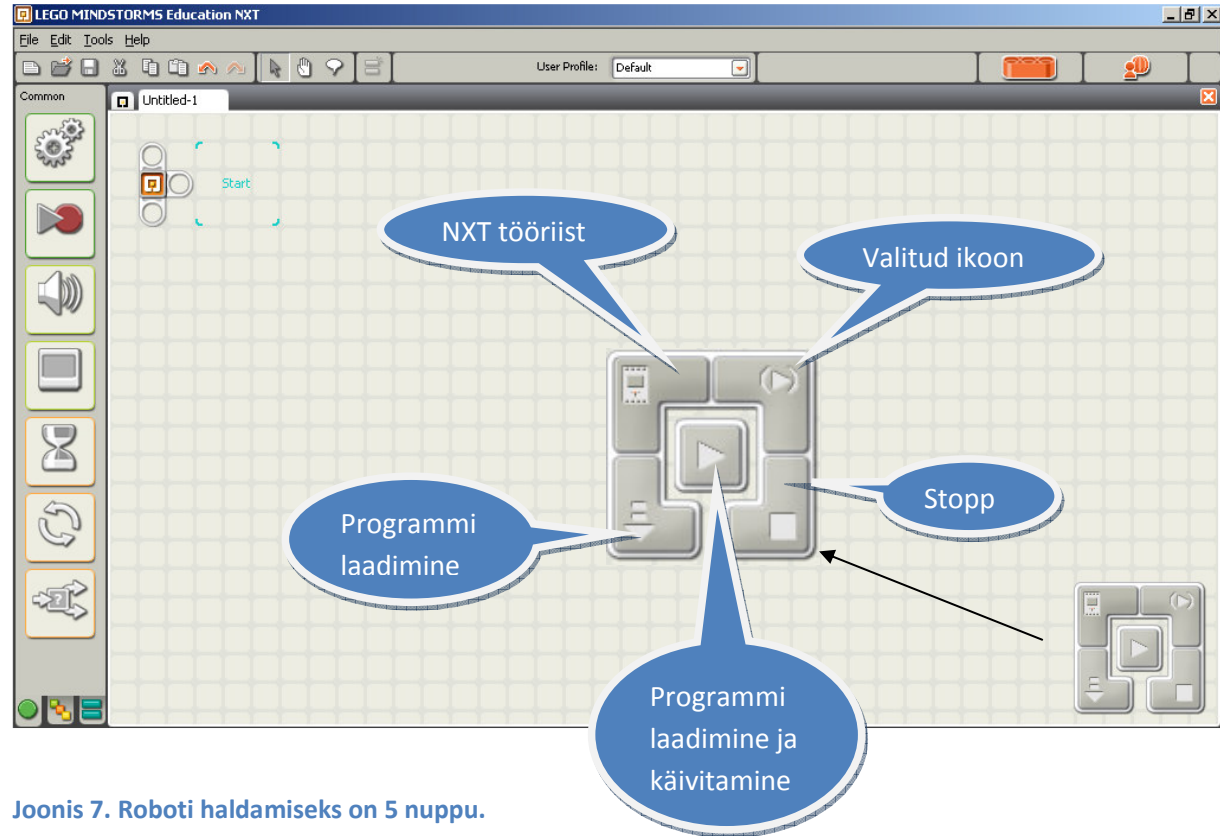 LEGO MINDSTORMS Education NXT
File Edit Tools Help
User Profile: Default
Common
Untitled-1
Start
NXT tööriist
Valitud ikoon
Stopp
Programmi
laadimine
Programmi
laadimine ja
käivitamine
Joonis 7. Roboti haldamiseks on 5 nuppu.